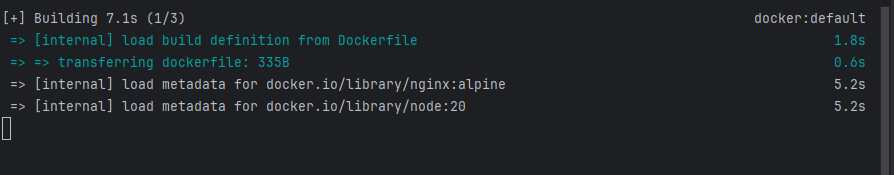 [+] Building 7.1s (1/3) docker:default
=> [internal] load build definition from Dockerfile 1.8s
=> => transferring dockerfile: 335B 0.6s
=> [internal] load metadata for docker.io/library/nginx:alpine 5.2s
=> [internal] load metadata for docker.io/library/node:20 5.2s